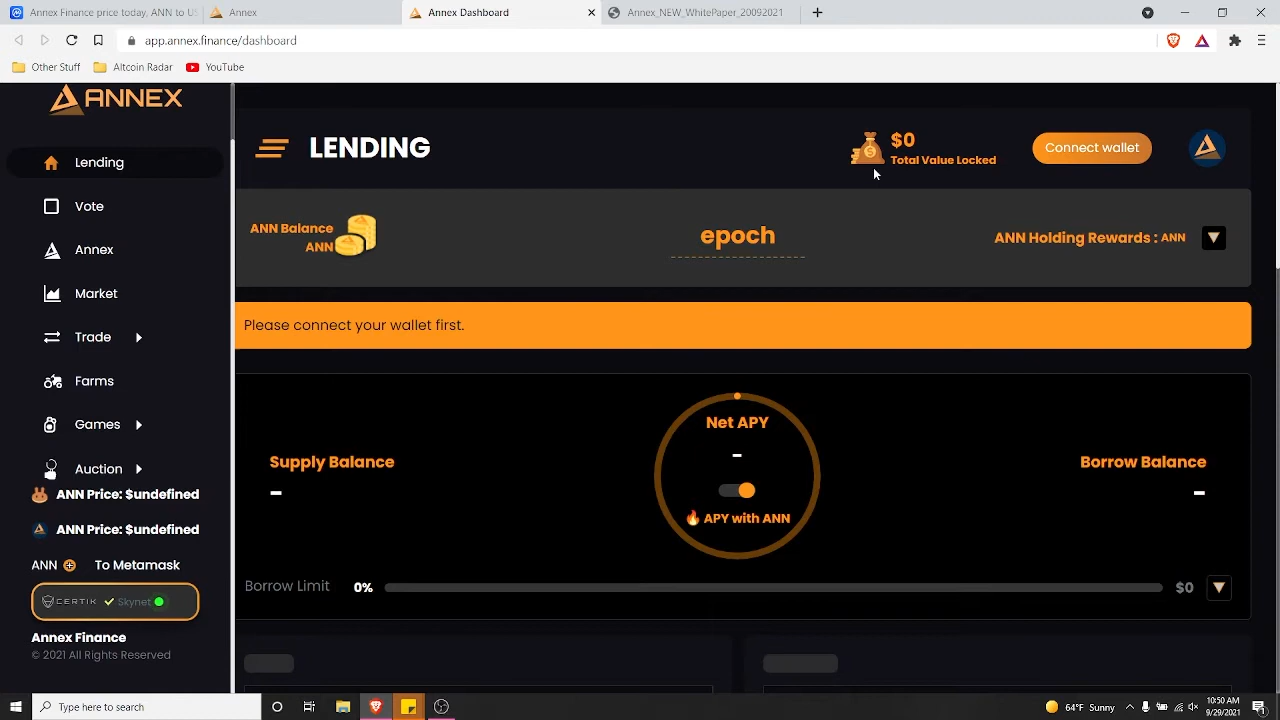 Annex Finance price today, ANN to US
Annex
Annex Dashboard
Annex_NEW_WhitePaper_20092021
app.annex.finance/dashboard
Other Stuff
Altcoin Radar
YouTube
ANNEX
LENDING
$0
Total Value Locked
Connect wallet
Lending
Vote
Annex
Market
Trade
Farms
Games
Auction
ANN Price: $undefined
ANN Price: $undefined
ANN To Metamask
CERTIK Skynet
Annex Finance
© 2021 All Rights Reserved
ANN Balance
ANN
epoch
ANN Holding Rewards : ANN
Please connect your wallet first.
Net APY
-
🔥 APY with ANN
Supply Balance
-
Borrow Balance
-
Borrow Limit 0% $0
Type here to search
64°F Sunny
10:50 AM
9/29/2021